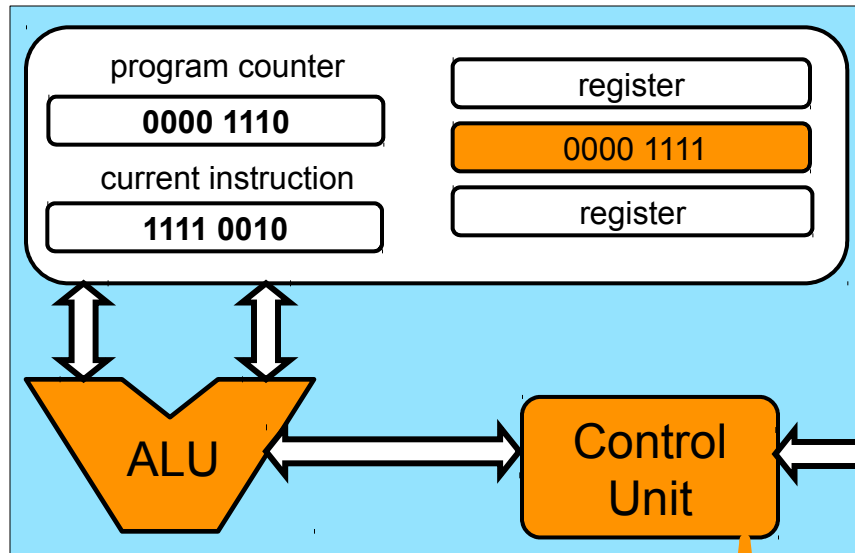 program counter
0000 1110
current instruction
1111 0010
register
0000 1111
register
ALU
Control
Unit